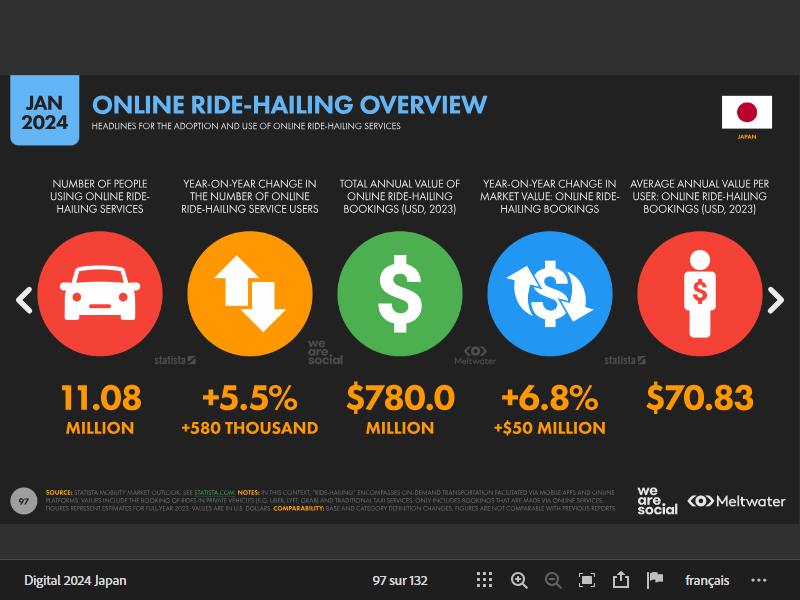 JAN
2024
ONLINE RIDE-HAILING OVERVIEW
HEADLINES FOR THE ADOPTION AND USE OF ONLINE RIDE-HAILING SERVICES
JAPAN
NUMBER OF PEOPLE
USING ONLINE RIDE-
HAILING SERVICES
YEAR-ON-YEAR CHANGE IN
THE NUMBER OF ONLINE
RIDE-HAILING SERVICE USERS
TOTAL ANNUAL VALUE OF
ONLINE RIDE-HAILING
BOOKINGS (USD, 2023)
YEAR-ON-YEAR CHANGE IN
MARKET VALUE: ONLINE RIDE-
HAILING BOOKINGS
AVERAGE ANNUAL VALUE PER
USER: ONLINE RIDE-HAILING
BOOKINGS (USD, 2023)
$
$
$
statista
we
are.
social
Meltwater
statista
11.08
MILLION
+5.5%
+580 THOUSAND
$780.0
MILLION
+6.8%
+$50 MILLION
$70.83
97
SOURCE: STATISTA MOBILITY MARKET OUTLOOK. SEE STATISTA.COM. NOTES: IN THIS CONTEXT, "RIDE-HAILING" ENCOMPASSES ON-DEMAND TRANSPORTATION FACILITATED VIA MOBILE APPS AND ONLINE
PLATFORMS. VALUES INCLUDE THE BOOKING OF RIDES IN PRIVATE VEHICLES (E.G. UBER, LYFT, GRAB) AND TRADITIONAL TAXI SERVICES. ONLY INCLUDES BOOKINGS THAT ARE MADE VIA ONLINE SERVICES.
FIGURES REPRESENT ESTIMATES FOR FULL-YEAR 2023. VALUES ARE IN U.S. DOLLARS. COMPARABILITY: BASE AND CATEGORY DEFINITION CHANGES. FIGURES ARE NOT COMPARABLE WITH PREVIOUS REPORTS.
we
are.
social
Meltwater
Digital 2024 Japan
97 sur 132
français